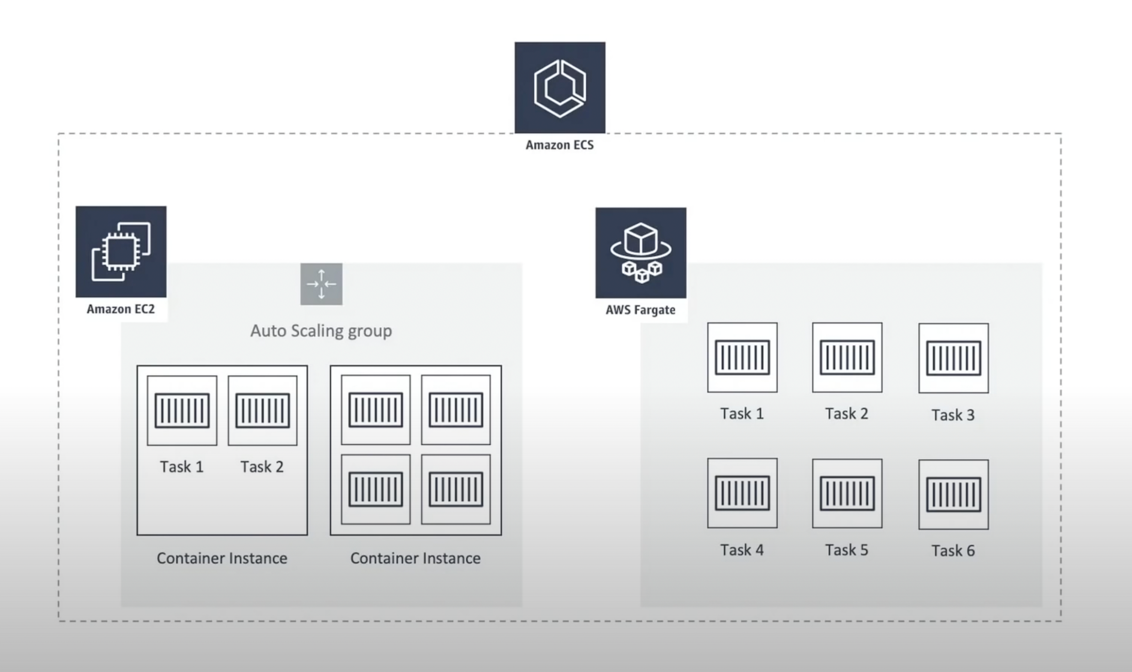 Amazon ECS
Amazon EC2
Auto Scaling group
Task 1
Task 2
Container Instance
Container Instance
AWS Fargate
Task 1
Task 2
Task 3
Task 4
Task 5
Task 6